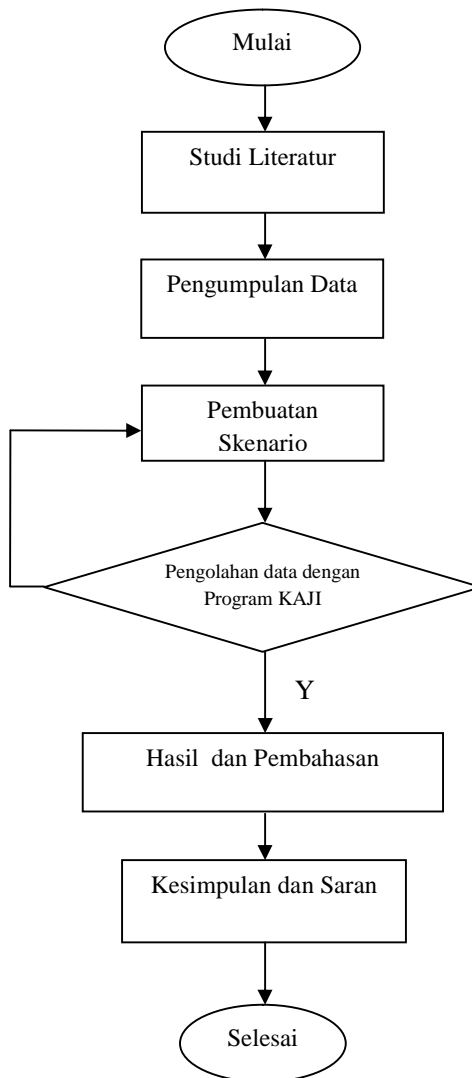 Mulai
Studi Literatur
Pengumpulan Data
Pembuatan
Skenario
Pengolahan data dengan
Program KAJI
Y
Hasil dan Pembahasan
Kesimpulan dan Saran
Selesai